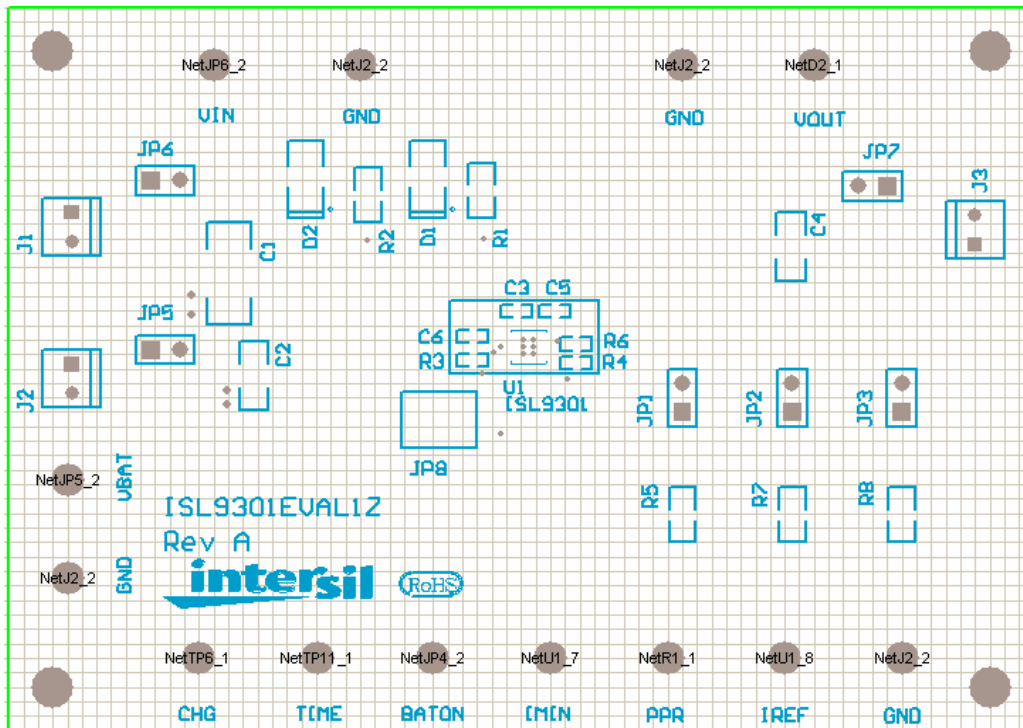 NetJP6_2 NetJ2_2 NetJ2_2 NetD2_1
VIN GND GND VOUT
JP6 JP7
J3
J1 C1 D2 R2 D1 R1 C4
C3 C5
JP5
C6 R6
R3 R4
C2
U1
ISL9301
J2 JP1 JP2 JP3
JP8
NetJP5_2
VBAT
R5 R7 R8
ISL9301EVAL1Z
Rev A
NetJ2_2
GND
intersil RoHS
NetTP6_1 NetTP11_1 NetJP4_2 NetU1_7 NetR1_1 NetU1_8 NetJ2_2
CHG TIME BATON IMIN PPR IREF GND